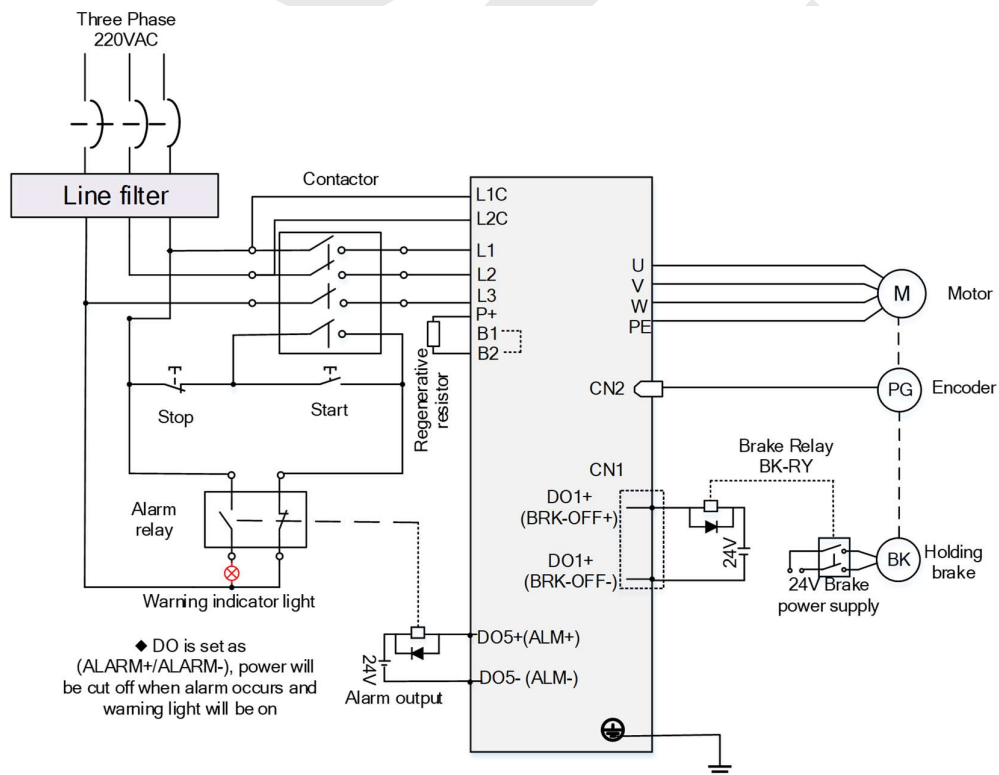 Three Phase
220VAC
Line filter
Contactor
L1C
L2C
L1
L2
L3
P+
B1
B2
Regenerative
resistor
Stop
Start
Alarm
relay
Warning indicator light
◆ DO is set as
(ALARM+/ALARM-), power will
be cut off when alarm occurs and
warning light will be on
24V
Alarm output
DO5+(ALM+)
DO5- (ALM-)
U
V
W
PE
M
Motor
CN2
PG
Encoder
CN1
DO1+
(BRK-OFF+)
DO1+
(BRK-OFF-)
24V
Brake Relay
BK-RY
BK
Holding
brake
24V Brake
power supply